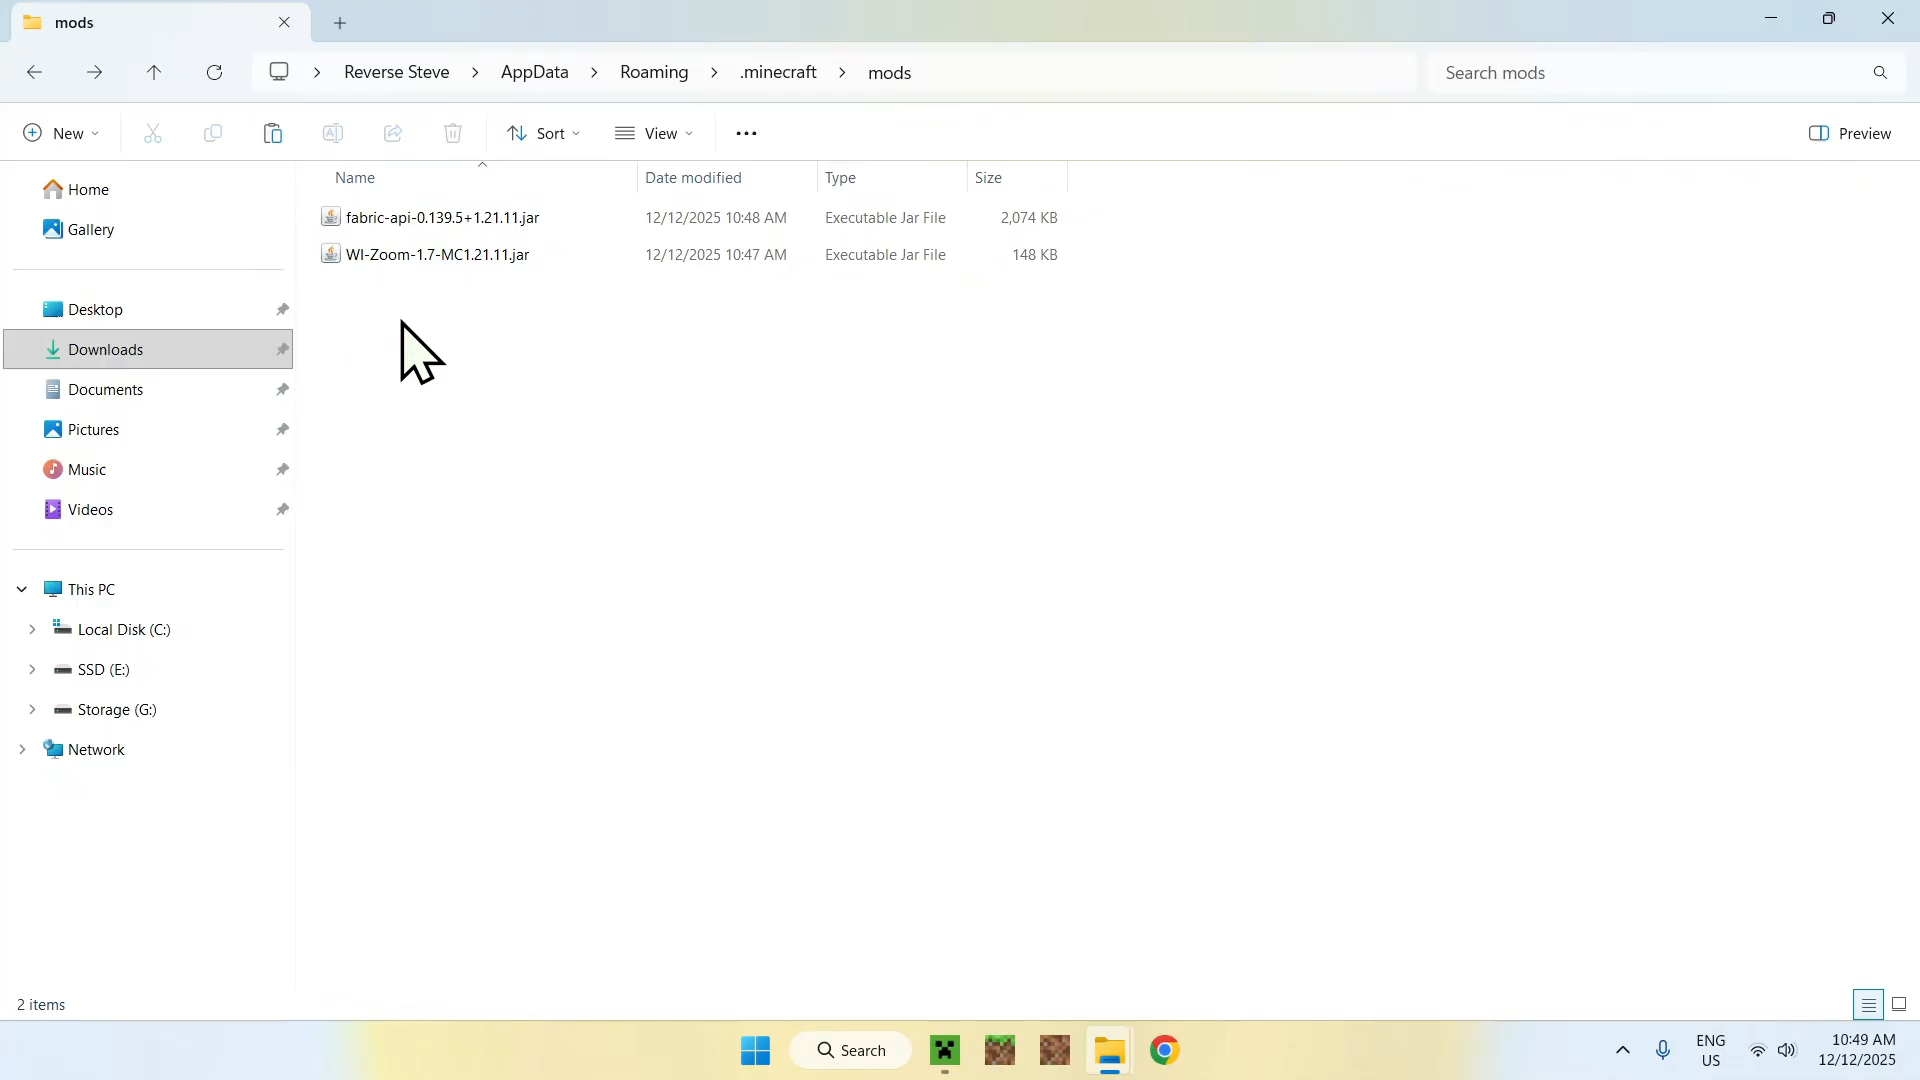 mods
Reverse Steve > AppData > Roaming > .minecraft > mods
Search mods
New
Sort
View
Preview
Name Date modified Type Size
fabric-api-0.139.5+1.21.11.jar 12/12/2025 10:48 AM Executable Jar File 2,074 KB
WI-Zoom-1.7-MC1.21.11.jar 12/12/2025 10:47 AM Executable Jar File 148 KB
Home
Gallery
Desktop
Downloads
Documents
Pictures
Music
Videos
This PC
Local Disk (C:)
SSD (E:)
Storage (G:)
Network
2 items
Search
ENG
US
10:49 AM
12/12/2025